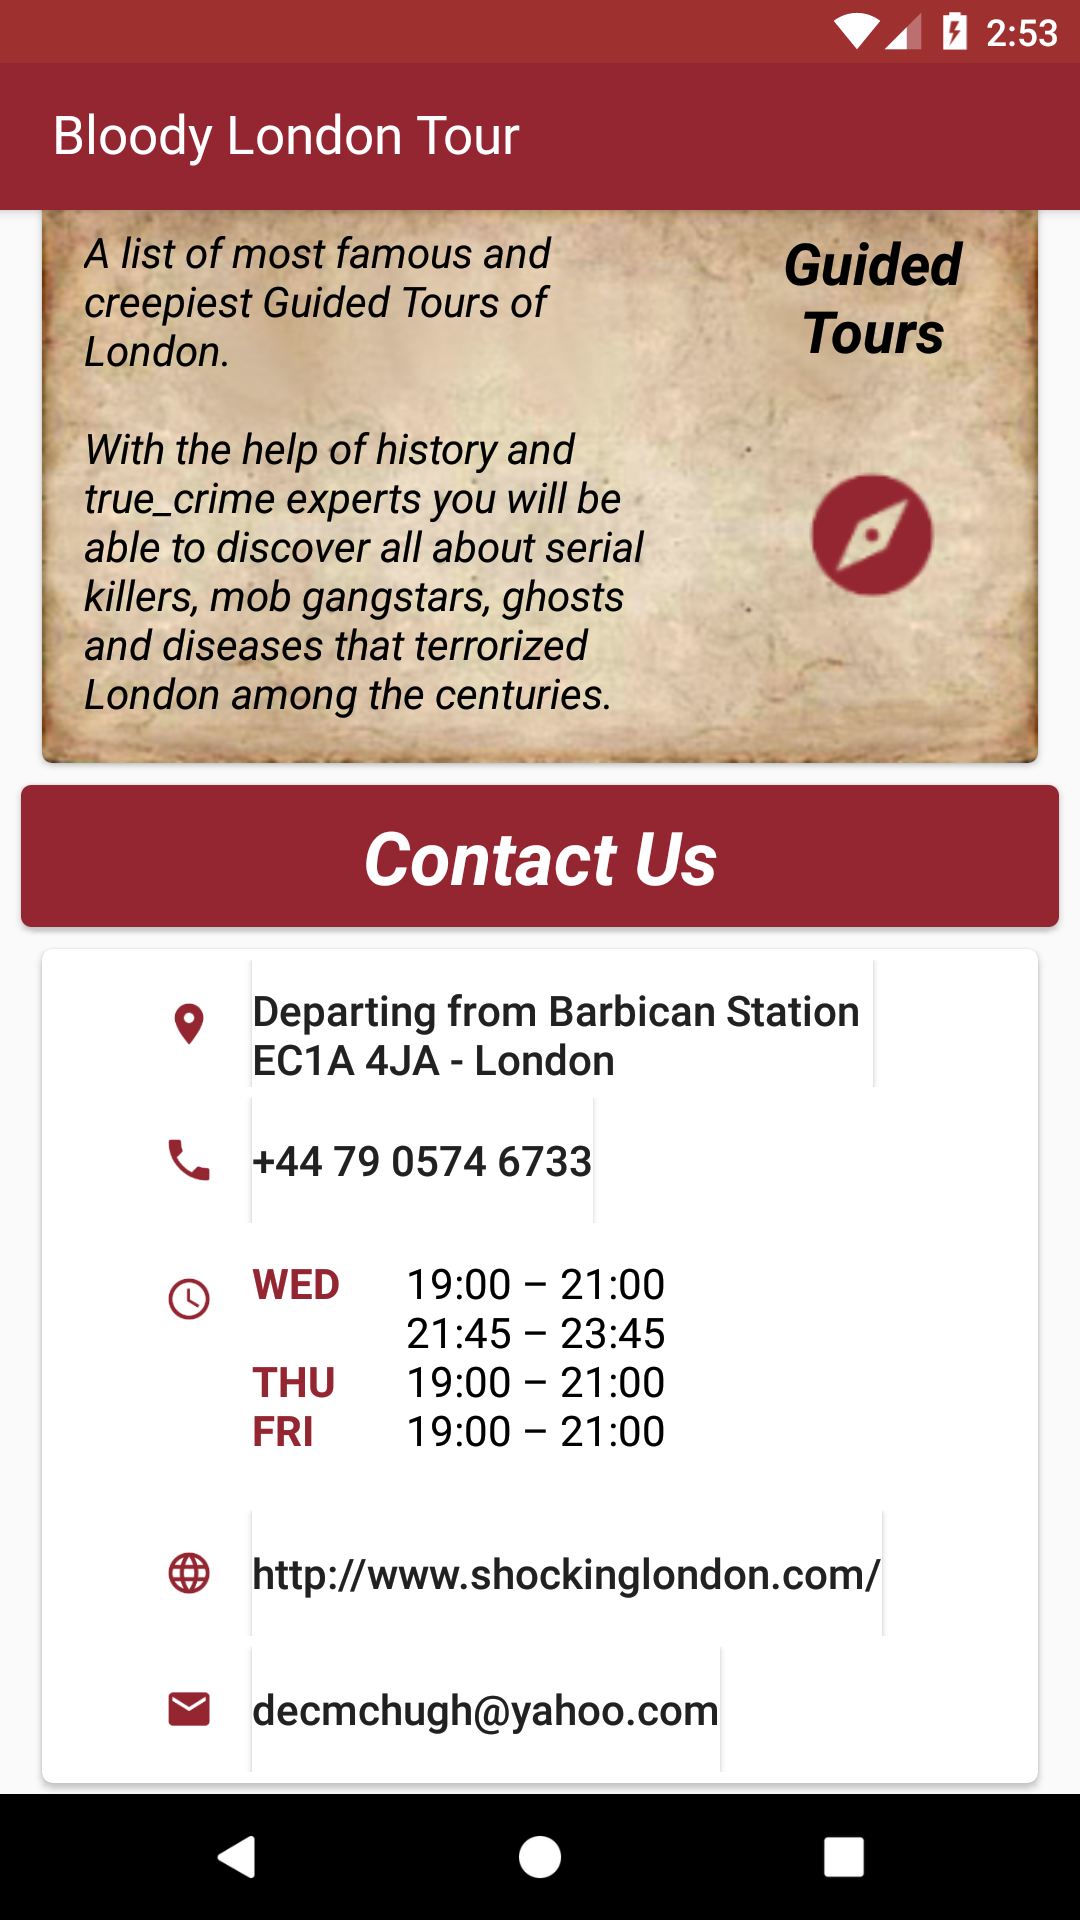 2:53
Bloody London Tour
A list of most famous and
creepiest Guided Tours of
London.
With the help of history and
true_crime experts you will be
able to discover all about serial
killers, mob gangstars, ghosts
and diseases that terrorized
London among the centuries.
Guided
Tours
Contact Us
Departing from Barbican Station
EC1A 4JA - London
+44 79 0574 6733
WED 19:00 – 21:00
21:45 – 23:45
THU 19:00 – 21:00
FRI 19:00 – 21:00
http://www.shockinglondon.com/
decmchugh@yahoo.com